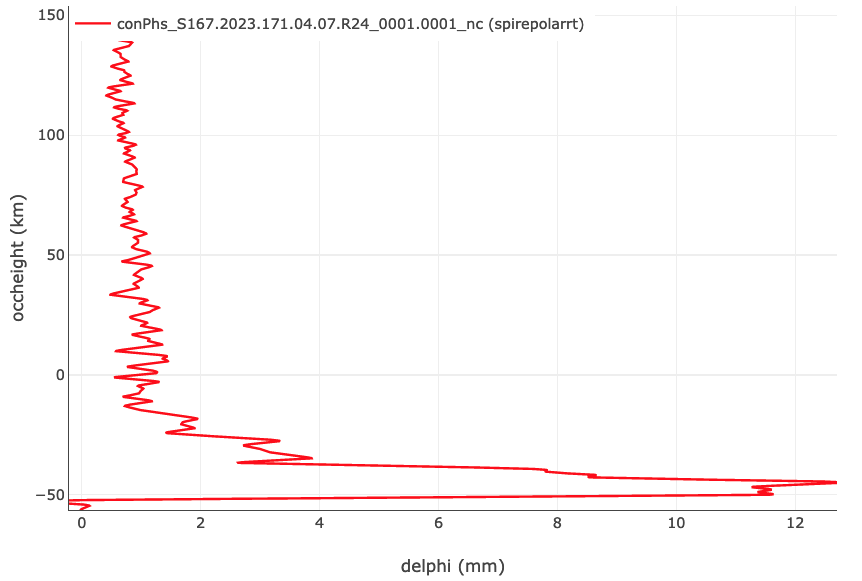 150
conPhs_S167.2023.171.04.07.R24_0001.0001_nc (spirepolarrt)
100
50
0
−50
occheight (km)
0 2 4 6 8 10 12
delphi (mm)